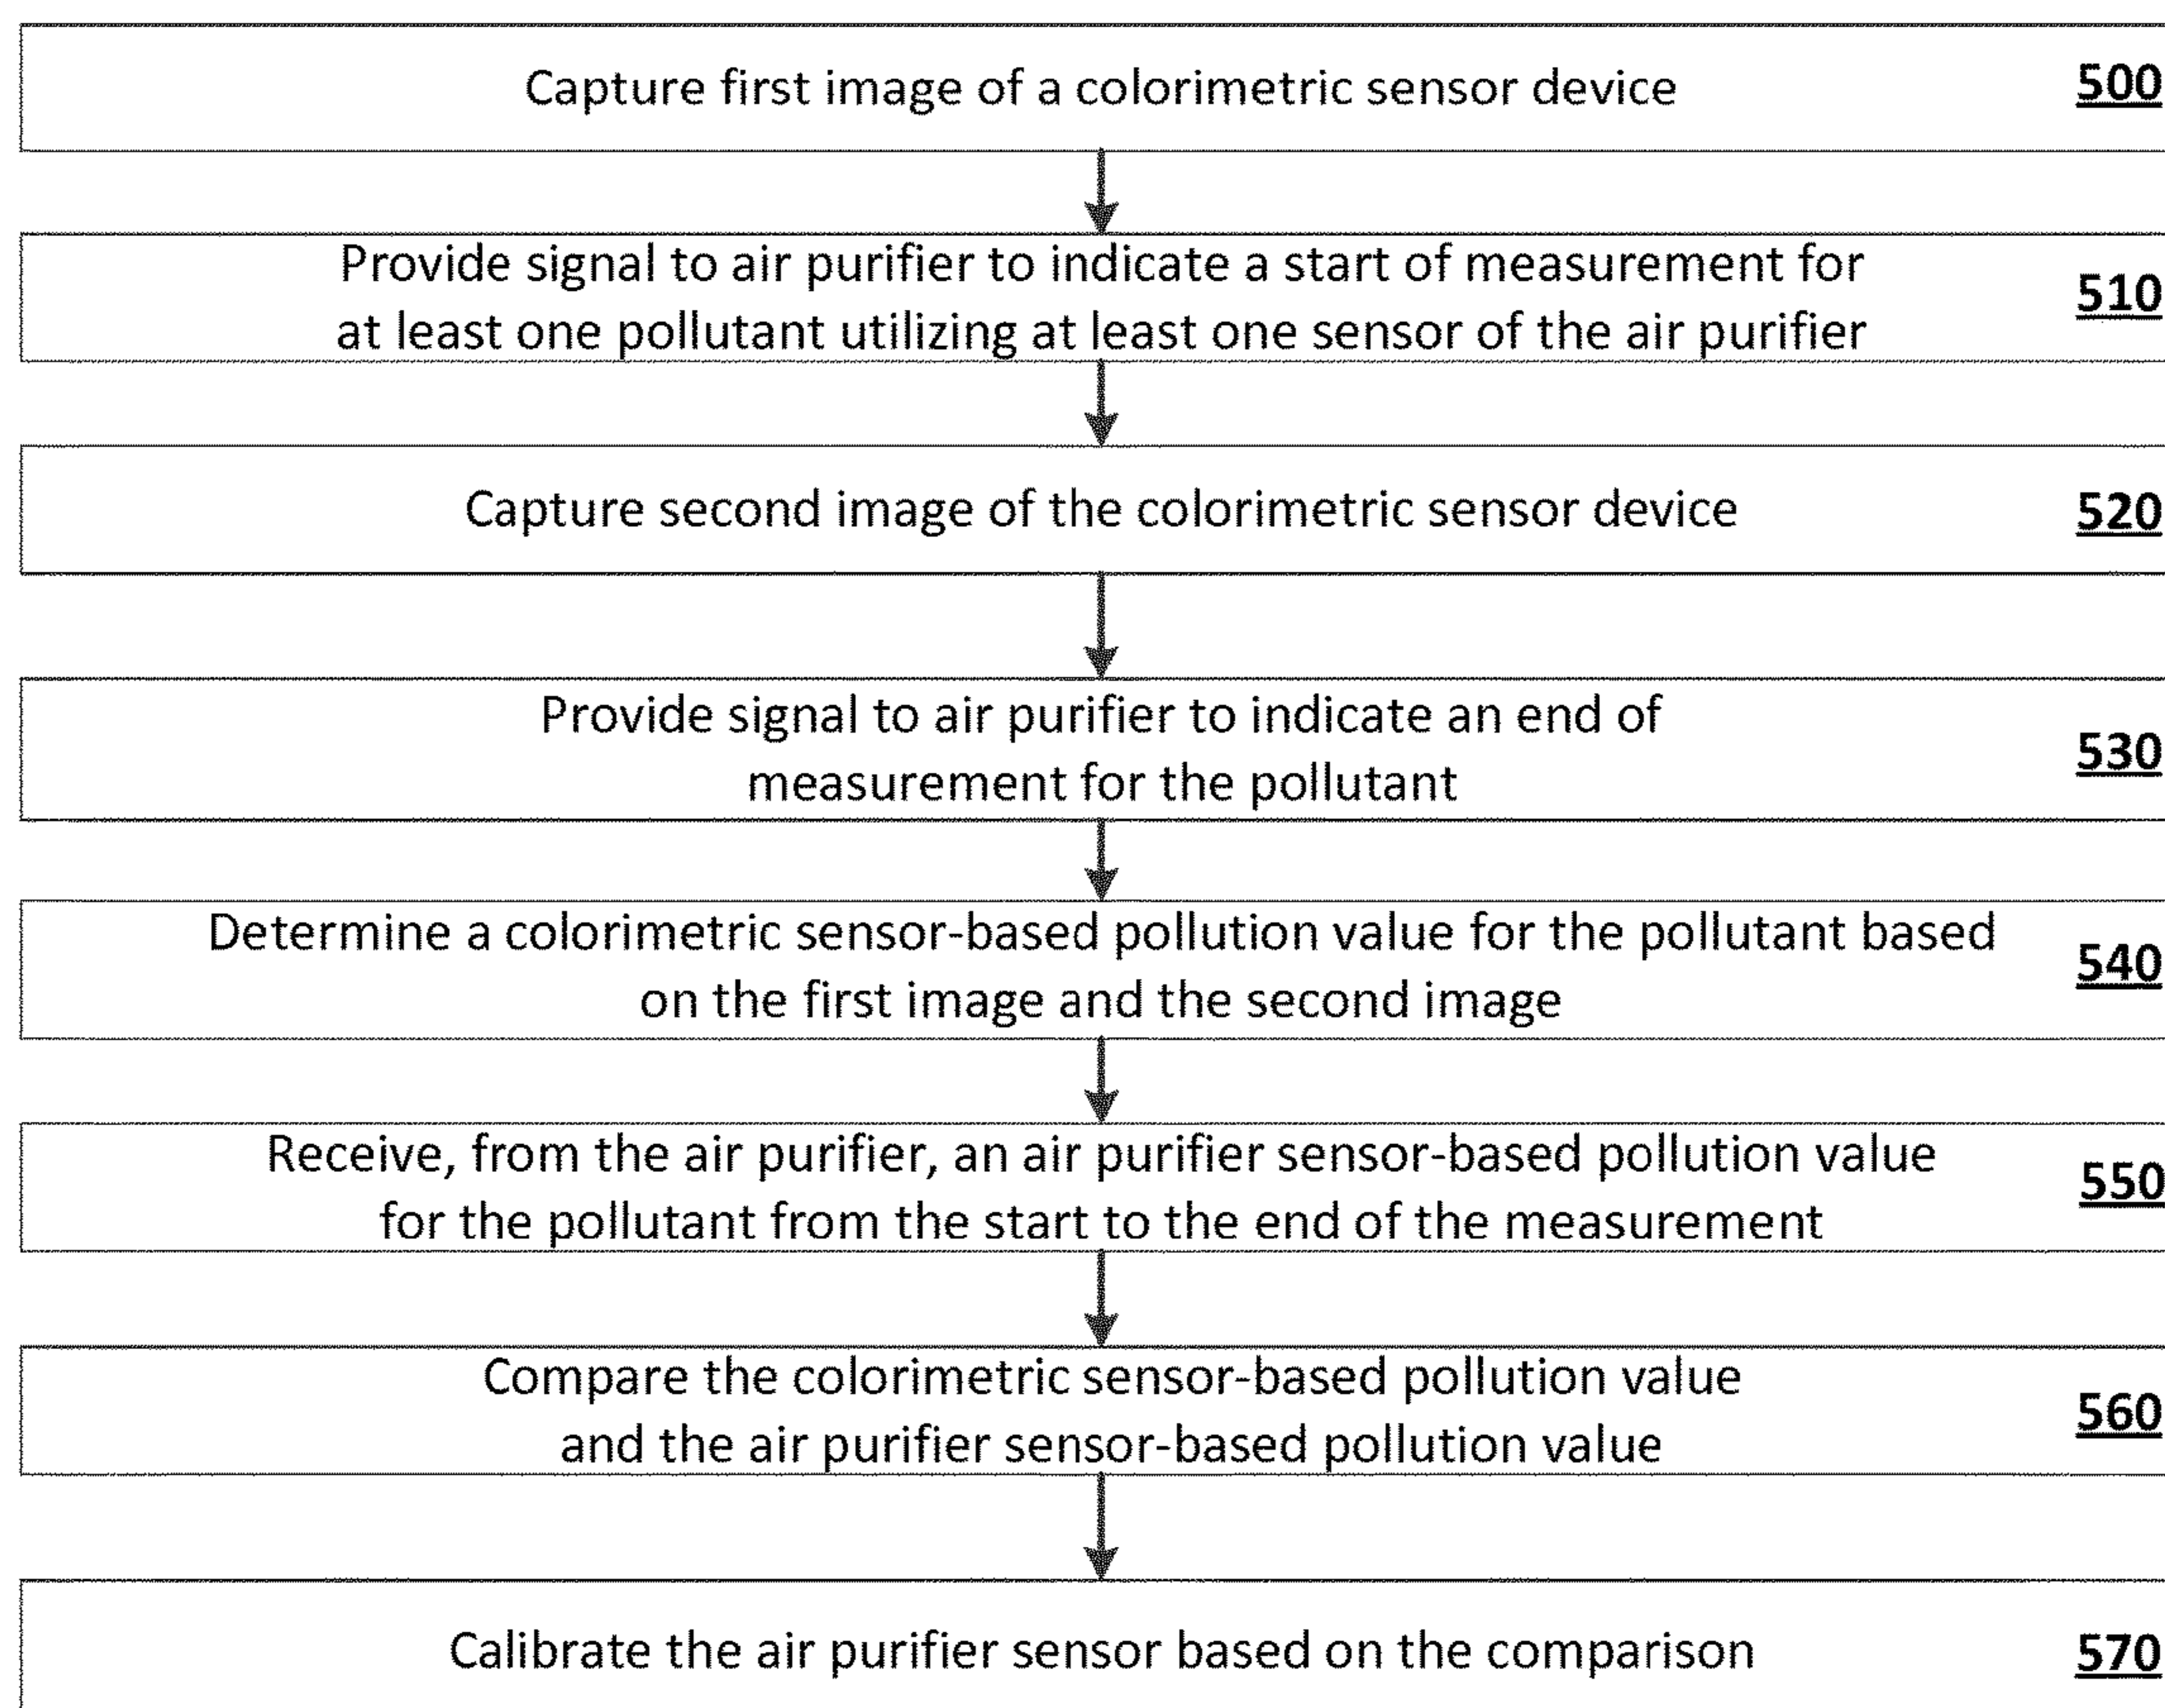 Capture first image of a colorimetric sensor device
500
Provide signal to air purifier to indicate a start of measurement for
at least one pollutant utilizing at least one sensor of the air purifier
510
Capture second image of the colorimetric sensor device
520
Provide signal to air purifier to indicate an end of
measurement for the pollutant
530
Determine a colorimetric sensor-based pollution value for the pollutant based
on the first image and the second image
540
Receive, from the air purifier, an air purifier sensor-based pollution value
for the pollutant from the start to the end of the measurement
550
Compare the colorimetric sensor-based pollution value
and the air purifier sensor-based pollution value
560
Calibrate the air purifier sensor based on the comparison
570